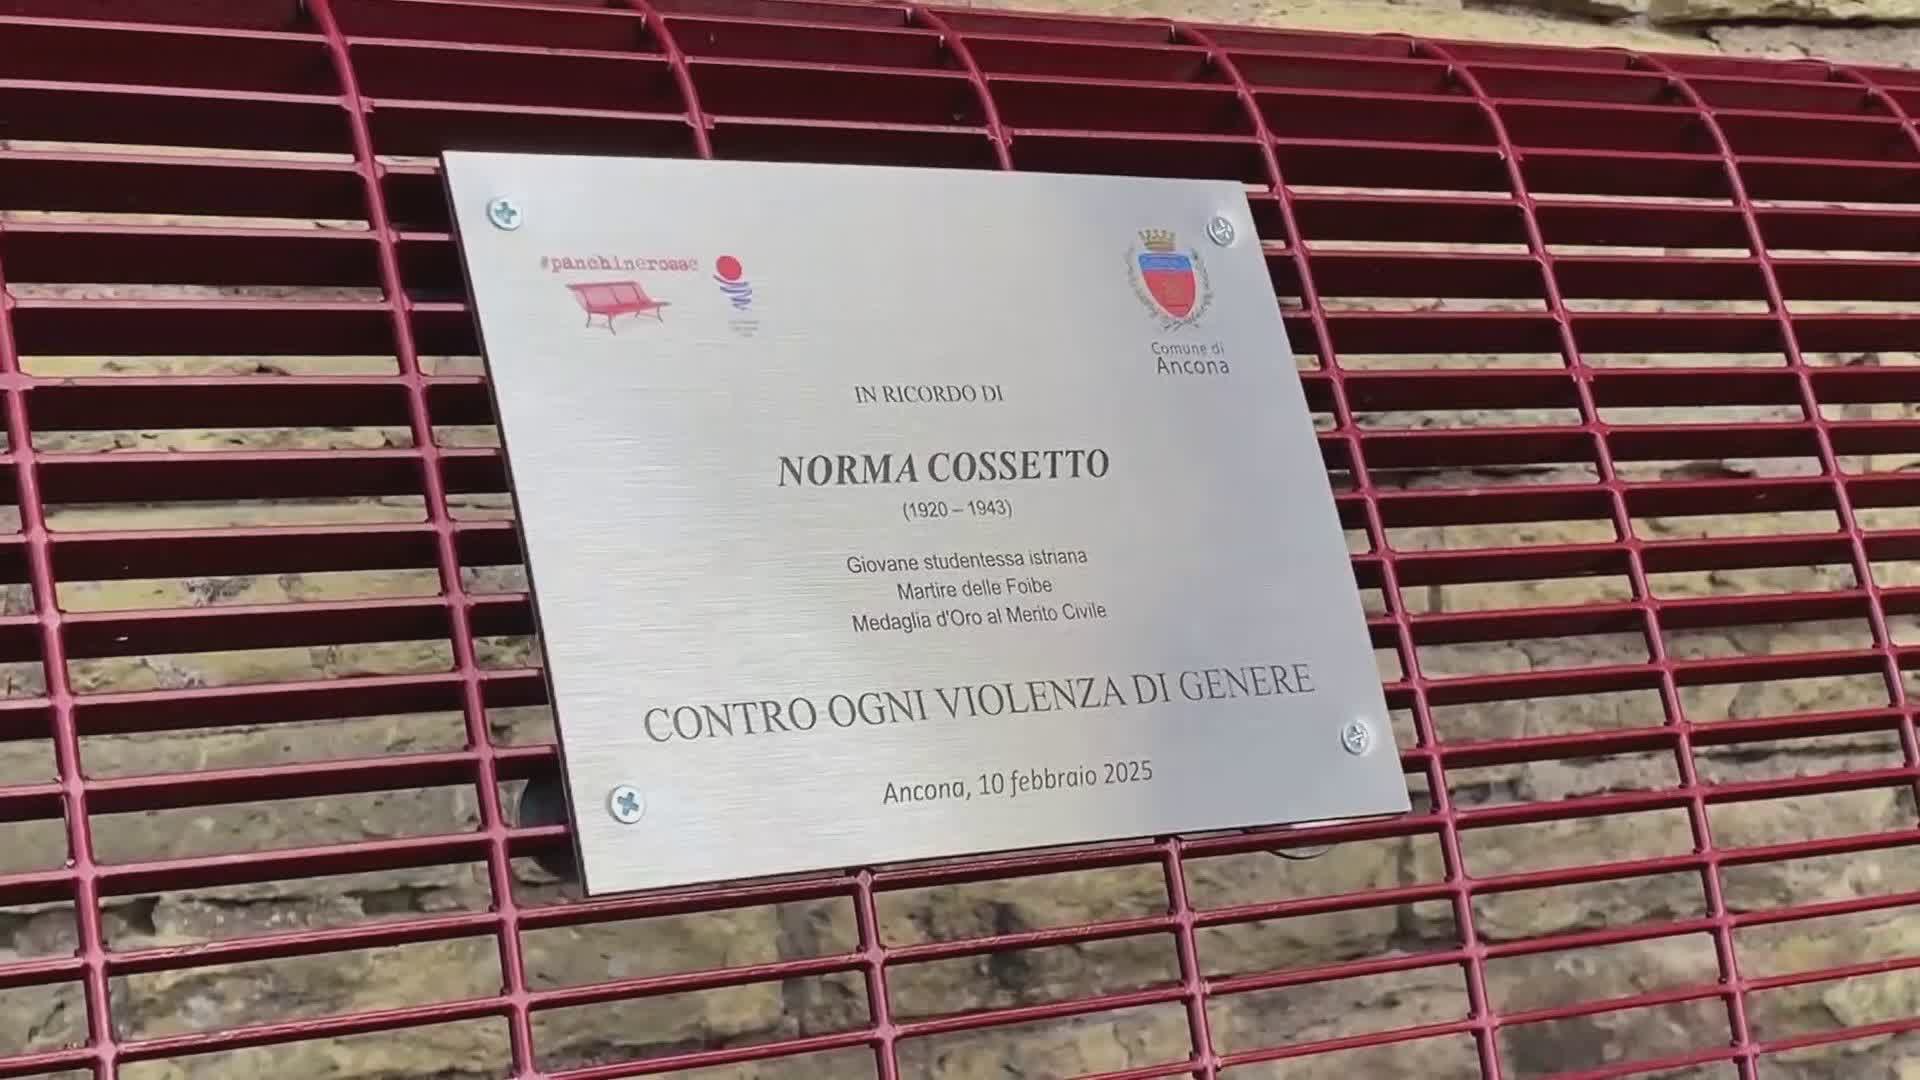 #panchinerosse
Comune di
Ancona
IN RICORDO DI
NORMA COSSETTO
(1920 – 1943)
Giovane studentessa istriana
Martire delle Foibe
Medaglia d'Oro al Merito Civile
CONTRO OGNI VIOLENZA DI GENERE
Ancona, 10 febbraio 2025